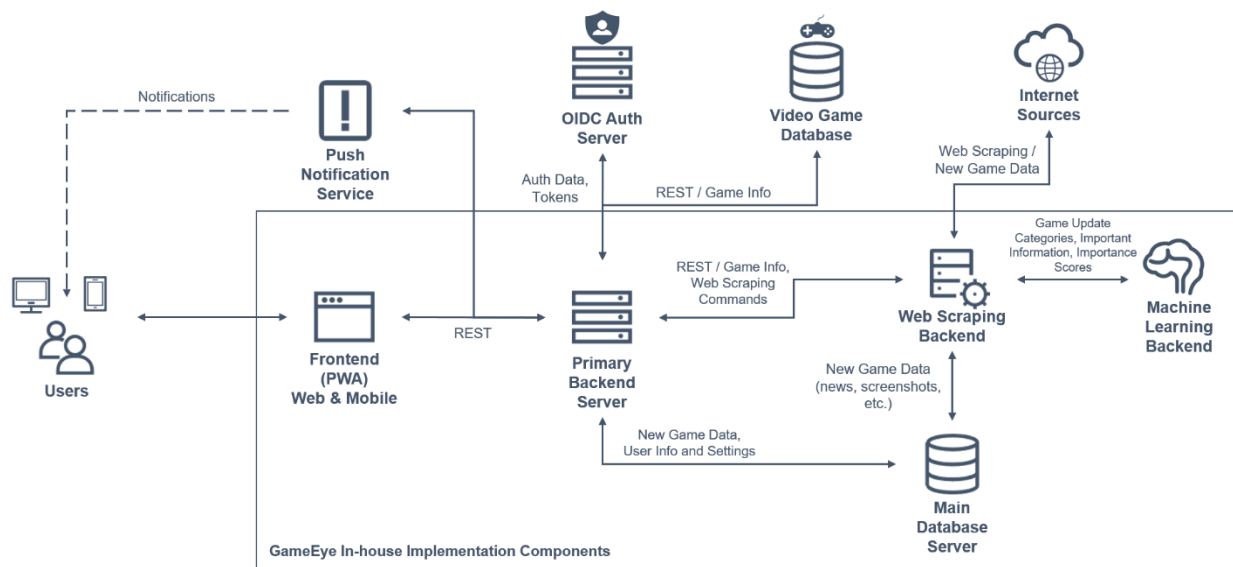 Notifications
Push
Notification
Service
OIDC Auth
Server
Video Game
Database
Internet
Sources
Auth Data,
Tokens
REST / Game Info
Web Scraping /
New Game Data
Game Update
Categories, Important
Information, Importance
Scores
REST / Game Info,
Web Scraping
Commands
Users
Frontend
(PWA)
Web & Mobile
REST
Primary
Backend
Server
Web Scraping
Backend
Machine
Learning
Backend
New Game Data
(news, screenshots,
etc.)
New Game Data,
User Info and Settings
Main
Database
Server
GameEye In-house Implementation Components